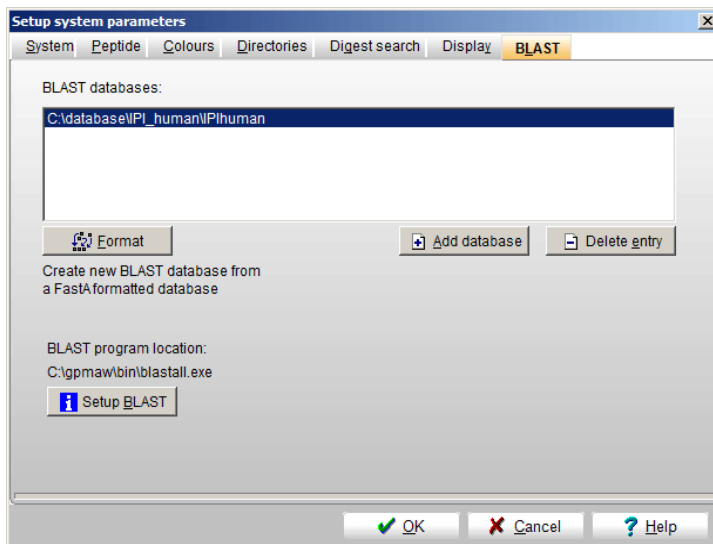 Setup system parameters
System Peptide Colours Directories Digest search Display BLAST
BLAST databases:
C:\database\IPI_human\IPIhuman
Format Add database Delete entry
Create new BLAST database from
a FastA formatted database
BLAST program location:
C:\gpmaw\bin\blastall.exe
Setup BLAST
OK Cancel Help